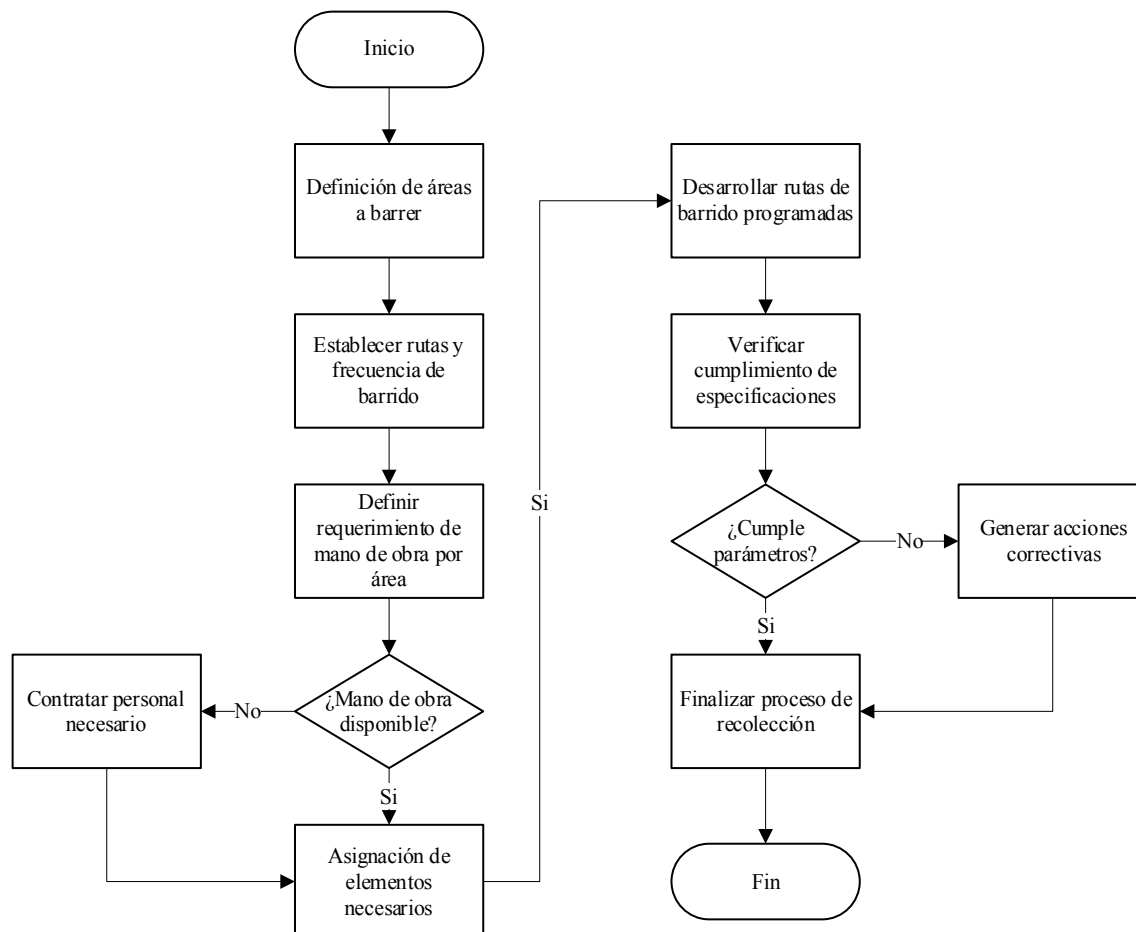 Inicio
Definición de áreas
a barrer
Establecer rutas y
frecuencia de
barrido
Definir
requerimiento de
mano de obra por
área
¿Mano de obra
disponible?
No
Contratar personal
necesario
Si
Asignación de
elementos
necesarios
Si
Desarrollar rutas de
barrido programadas
Verificar
cumplimiento de
especificaciones
¿Cumple
parámetros?
No
Generar acciones
correctivas
Si
Finalizar proceso de
recolección
Fin